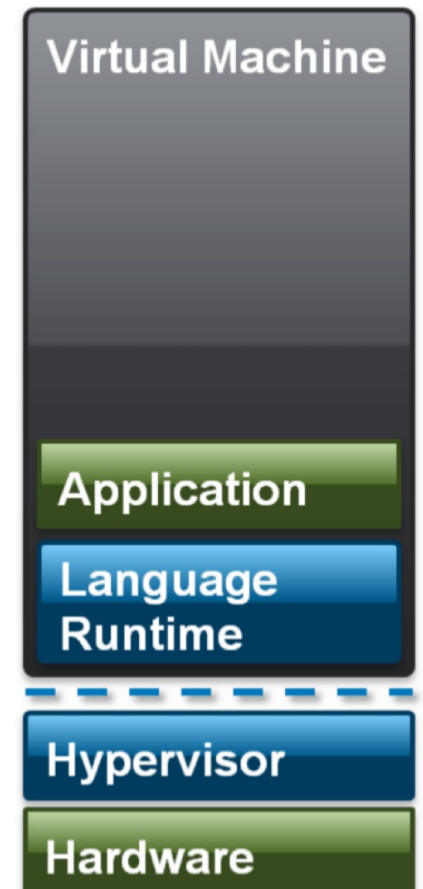 Virtual Machine
Application
Language
Runtime
Hypervisor
Hardware